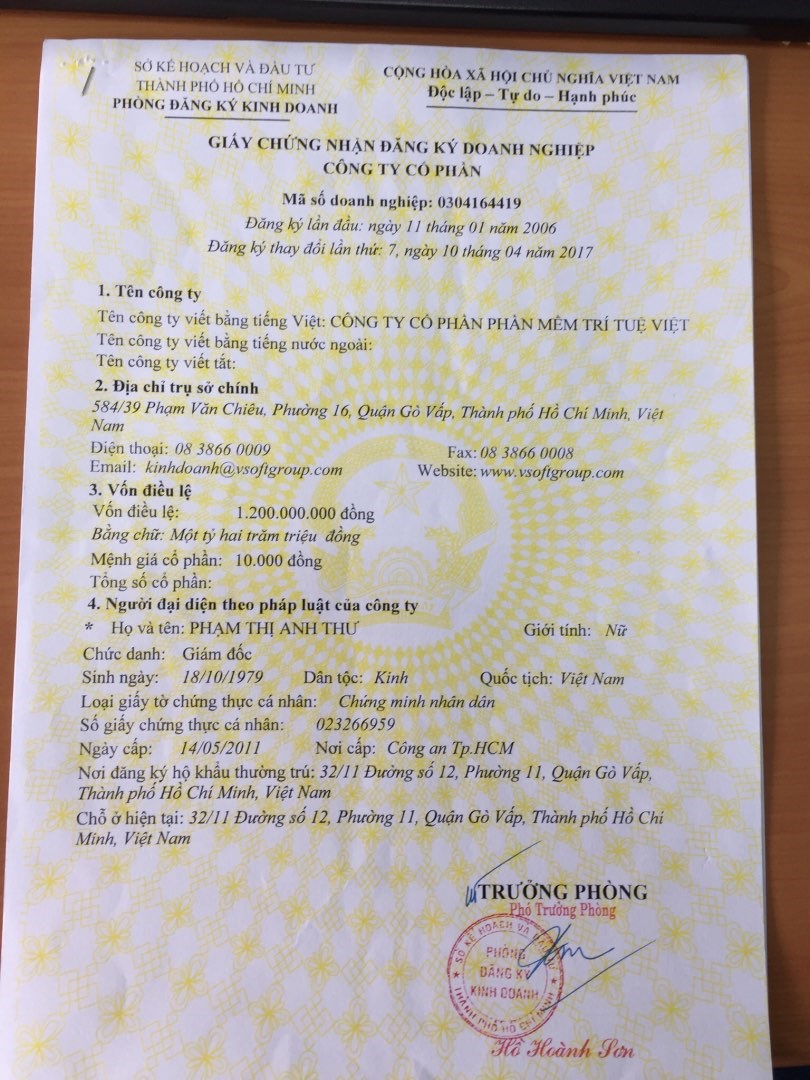 SỞ KẾ HOẠCH VÀ ĐẦU TƯ
THÀNH PHỐ HỒ CHÍ MINH
PHÒNG ĐĂNG KÝ KINH DOANH
CỘNG HÒA XÃ HỘI CHỦ NGHĨA VIỆT NAM
Độc lập – Tự do – Hạnh phúc
GIẤY CHỨNG NHẬN ĐĂNG KÝ DOANH NGHIỆP
CÔNG TY CỔ PHẦN
Mã số doanh nghiệp: 0304164419
Đăng ký lần đầu: ngày 11 tháng 01 năm 2006
Đăng ký thay đổi lần thứ: 7, ngày 10 tháng 04 năm 2017
1. Tên công ty
Tên công ty viết bằng tiếng Việt: CÔNG TY CỔ PHẦN PHẦN MỀM TRÍ TUỆ VIỆT
Tên công ty viết bằng tiếng nước ngoài:
Tên công ty viết tắt:
2. Địa chỉ trụ sở chính
584/39 Phạm Văn Chiêu, Phường 16, Quận Gò Vấp, Thành phố Hồ Chí Minh, Việt
Nam
Điện thoại: 08 3866 0009 Fax: 08 3866 0008
Email: kinhdoanh@vsoftgroup.com Website: www.vsoftgroup.com
3. Vốn điều lệ
Vốn điều lệ: 1.200.000.000 đồng
Bằng chữ: Một tỷ hai trăm triệu đồng
Mệnh giá cổ phần: 10.000 đồng
Tổng số cổ phần:
4. Người đại diện theo pháp luật của công ty
* Họ và tên: PHẠM THỊ ANH THƯ Giới tính: Nữ
Chức danh: Giám đốc
Sinh ngày: 18/10/1979 Dân tộc: Kinh Quốc tịch: Việt Nam
Loại giấy tờ chứng thực cá nhân: Chứng minh nhân dân
Số giấy chứng thực cá nhân: 023266959
Ngày cấp: 14/05/2011 Nơi cấp: Công an Tp.HCM
Nơi đăng ký hộ khẩu thường trú: 32/11 Đường số 12, Phường 11, Quận Gò Vấp,
Thành phố Hồ Chí Minh, Việt Nam
Chỗ ở hiện tại: 32/11 Đường số 12, Phường 11, Quận Gò Vấp, Thành phố Hồ Chí
Minh, Việt Nam
TRƯỞNG PHÒNG
Phó Trưởng Phòng
SỞ KẾ HOẠCH VÀ ĐẦU TƯ
PHÒNG
ĐĂNG KÝ
KINH DOANH
THÀNH PHỐ HỒ CHÍ MINH
Hồ Hoành Sơn